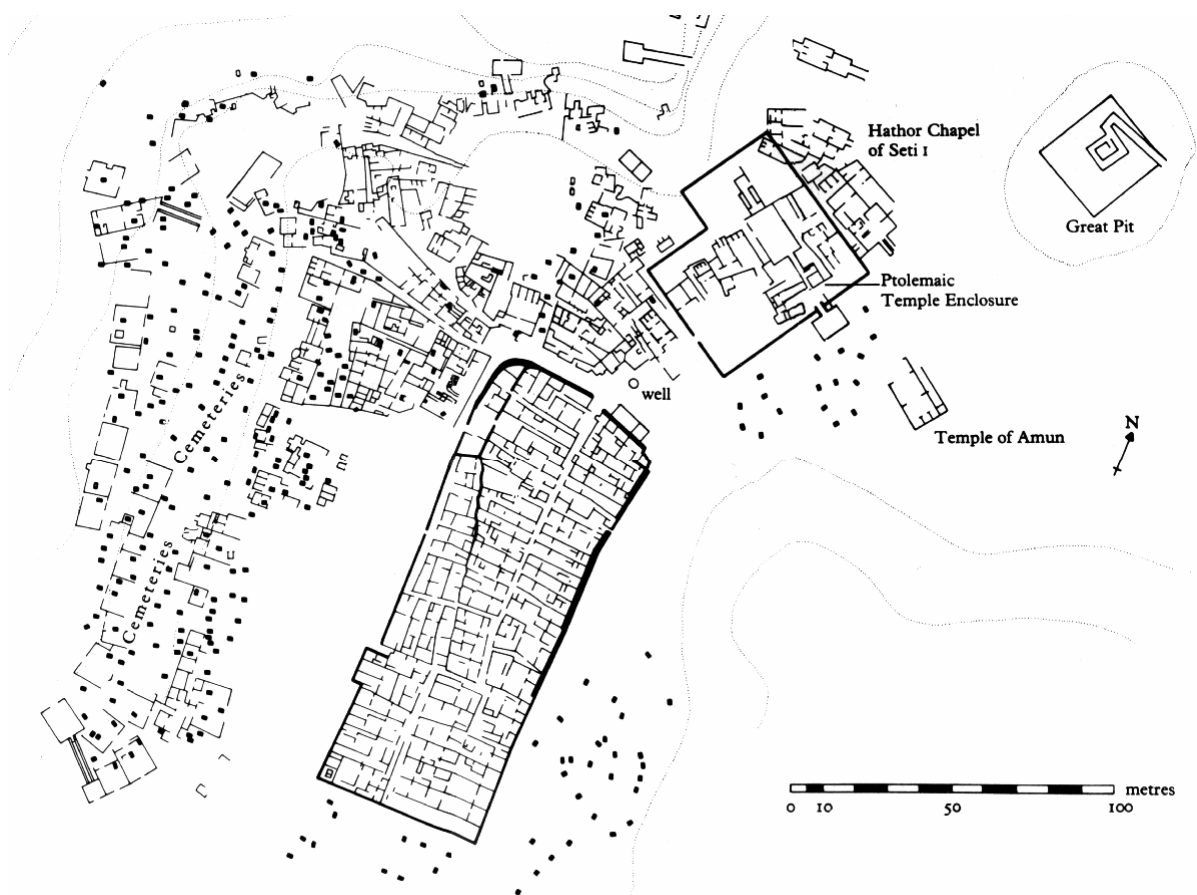 Hathor Chapel
of Seti I
Great Pit
Ptolemaic
Temple Enclosure
well
Temple of Amun
N
Cemeteries
Cemeteries
metres
0 10 50 100